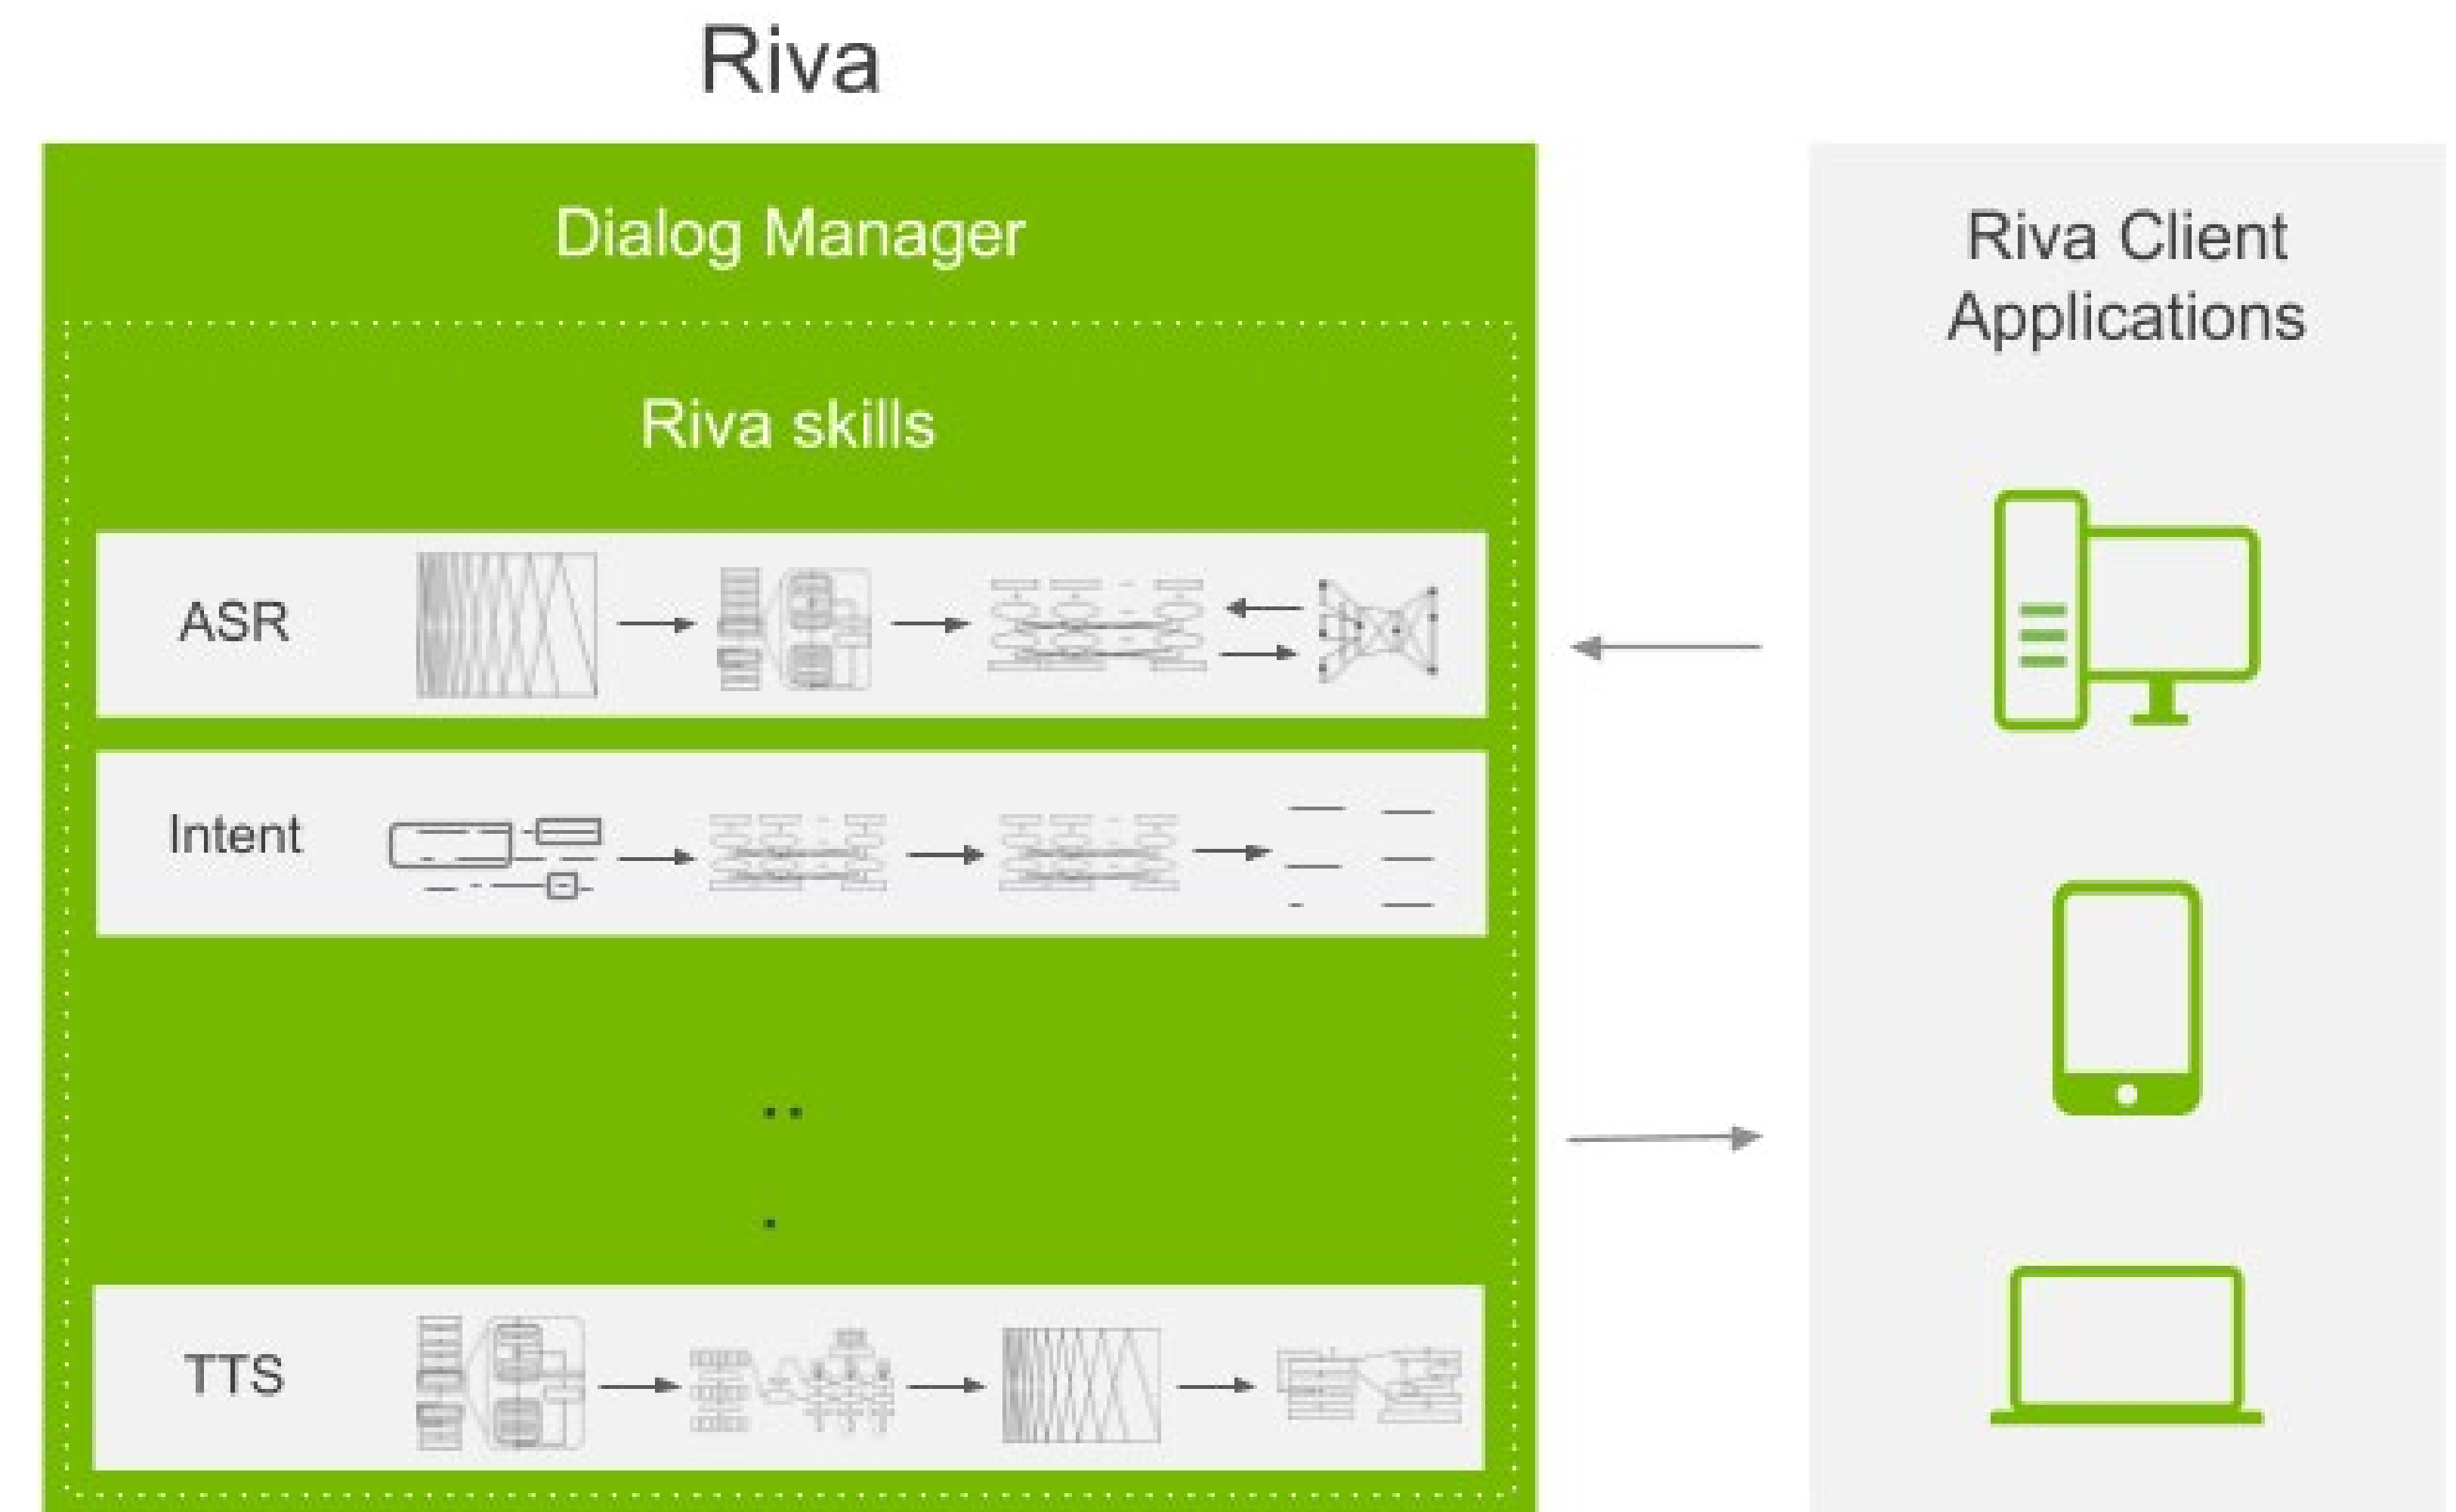 Riva
Dialog Manager
Riva skills
ASR
Intent
TTS
Riva Client
Applications